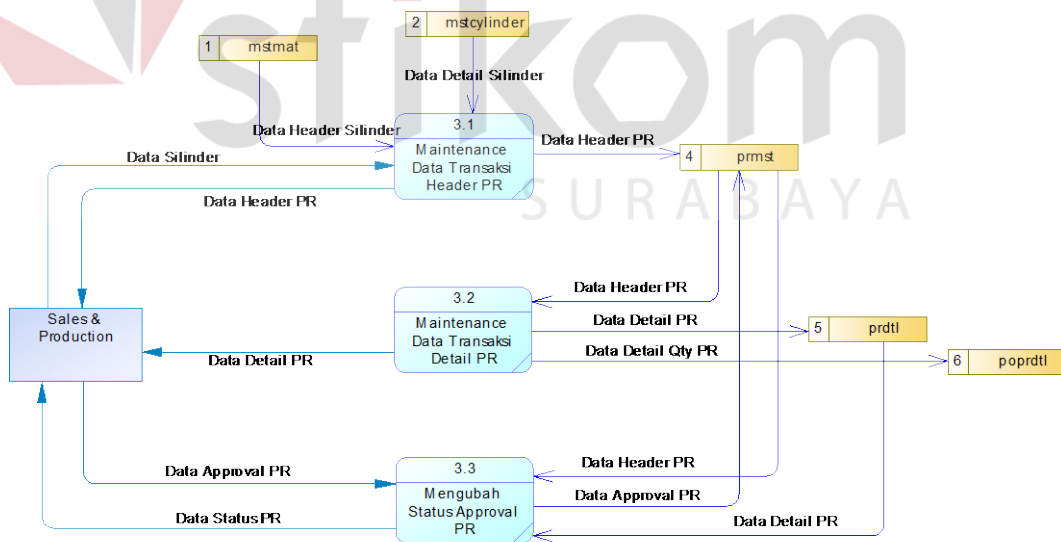 stikom
SURABAYA
1 mstmat
2 mstcylinder
Data Detail Silinder
Data Header Silinder
3.1
Maintenance
Data Transaksi
Header PR
Data Header PR
4 prmst
Data Silinder
Data Header PR
Data Header PR
3.2
Maintenance
Data Transaksi
Detail PR
Data Detail PR
5 prdtl
Data Detail Qty PR
6 poprdtl
Sales &
Production
Data Detail PR
Data Approval PR
3.3
Mengubah
Status Approval
PR
Data Header PR
Data Approval PR
Data Status PR
Data Detail PR